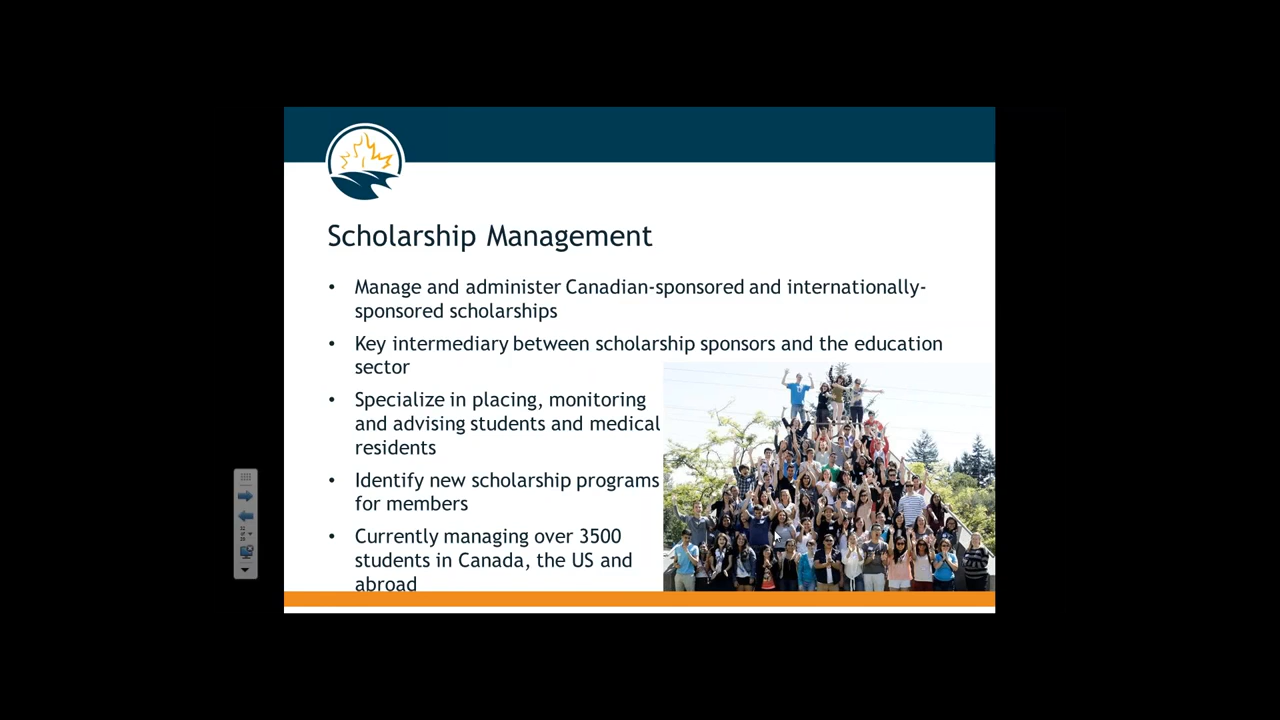 Scholarship Management
• Manage and administer Canadian-sponsored and internationally-
sponsored scholarships
• Key intermediary between scholarship sponsors and the education
sector
• Specialize in placing, monitoring
and advising students and medical
residents
• Identify new scholarship programs
for members
• Currently managing over 3500
students in Canada, the US and
abroad